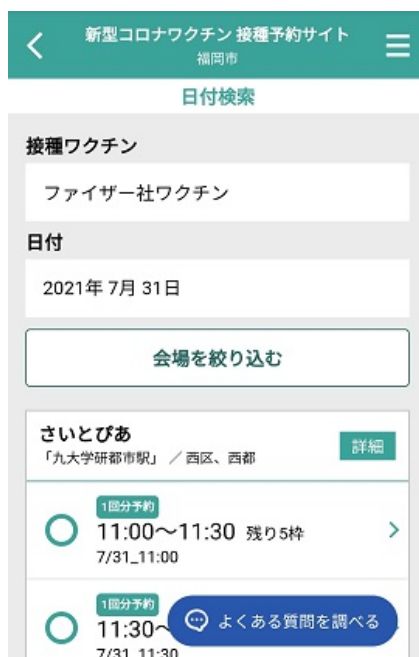 新型コロナワクチン 接種予約サイト
福岡市
日付検索
接種ワクチン
ファイザー社ワクチン
日付
2021年 7月 31日
会場を絞り込む
さいとぴあ
「九大学研都市駅」 ／ 西区、西都
詳細
1回分予約
11:00～11:30 残り5枠
7/31_11:00
1回分予約
11:30～
7/31_11:30
よくある質問を調べる